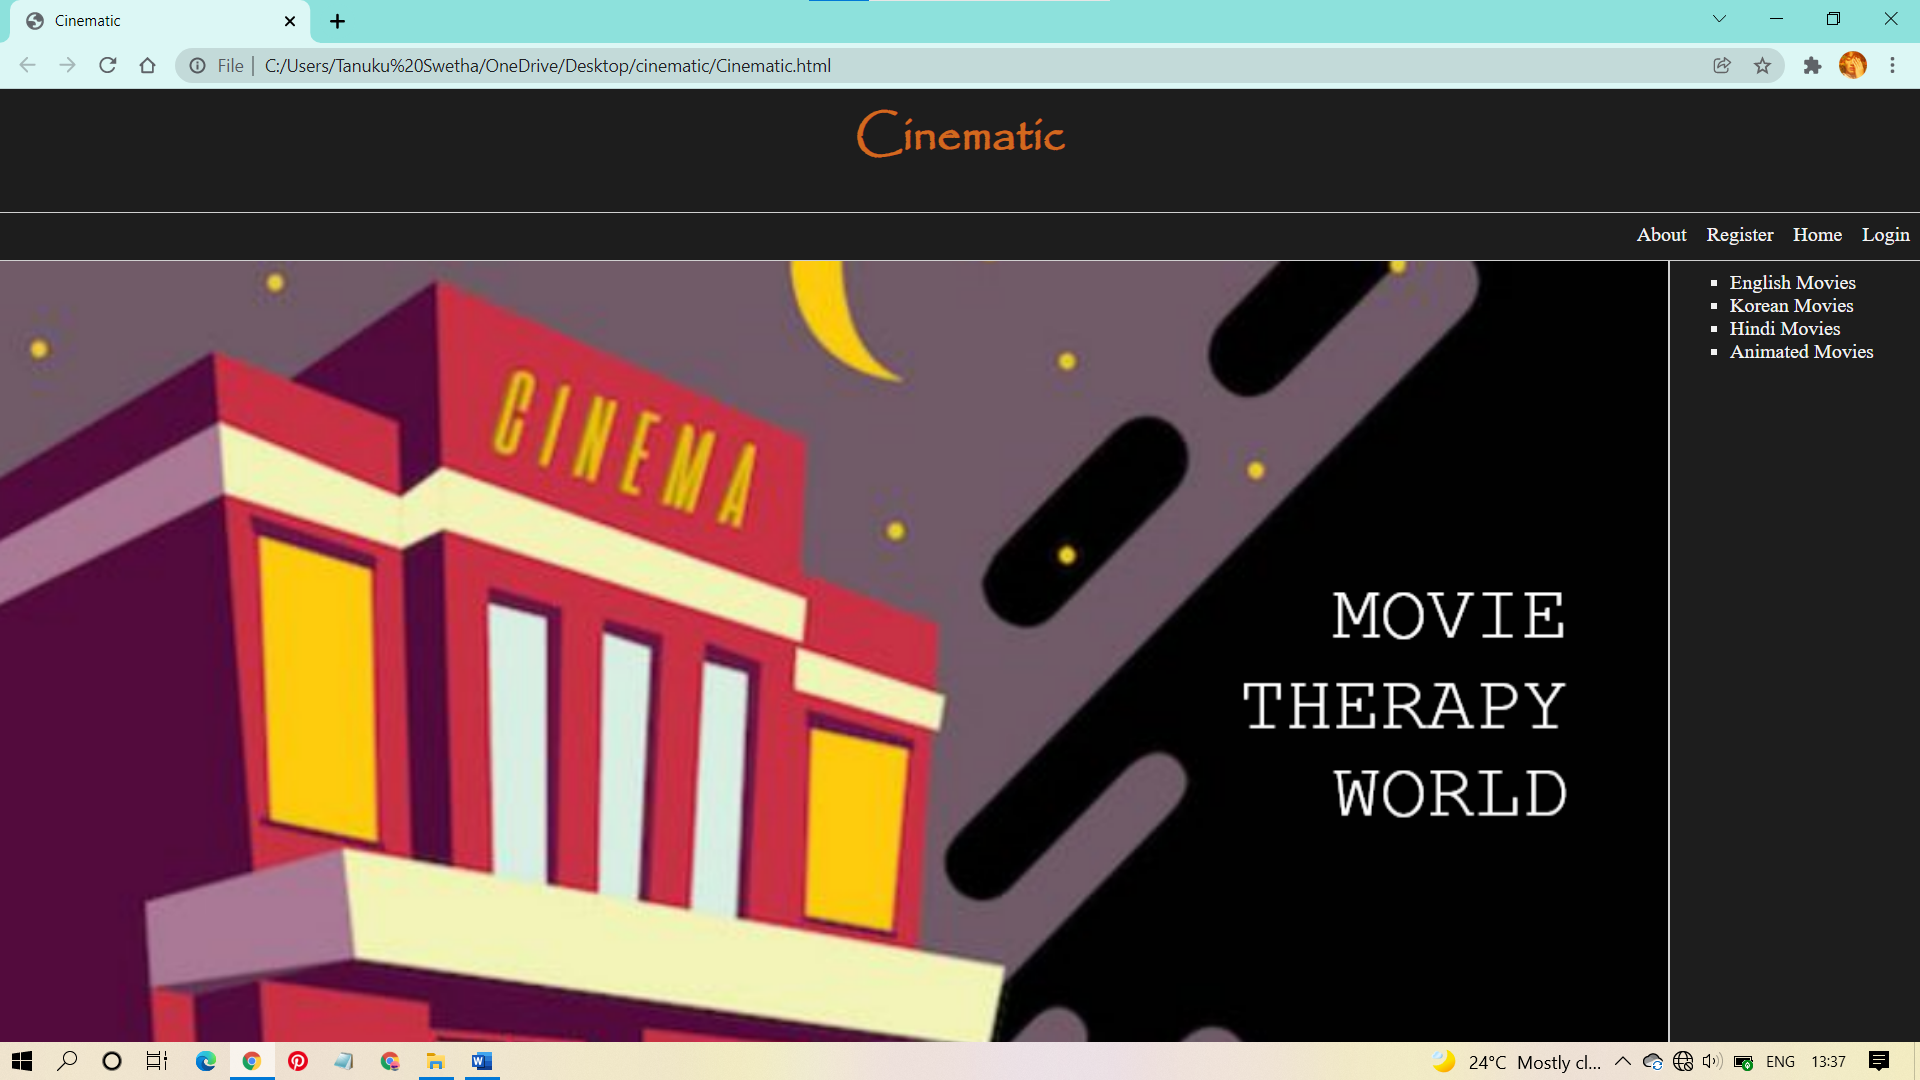 Cinematic
File
C:/Users/Tanuku%20Swetha/OneDrive/Desktop/cinematic/Cinematic.html
Cinematic
About Register Home Login
English Movies
Korean Movies
Hindi Movies
Animated Movies
CINEMA
MOVIE
THERAPY
WORLD
24°C Mostly cl... ENG 13:37